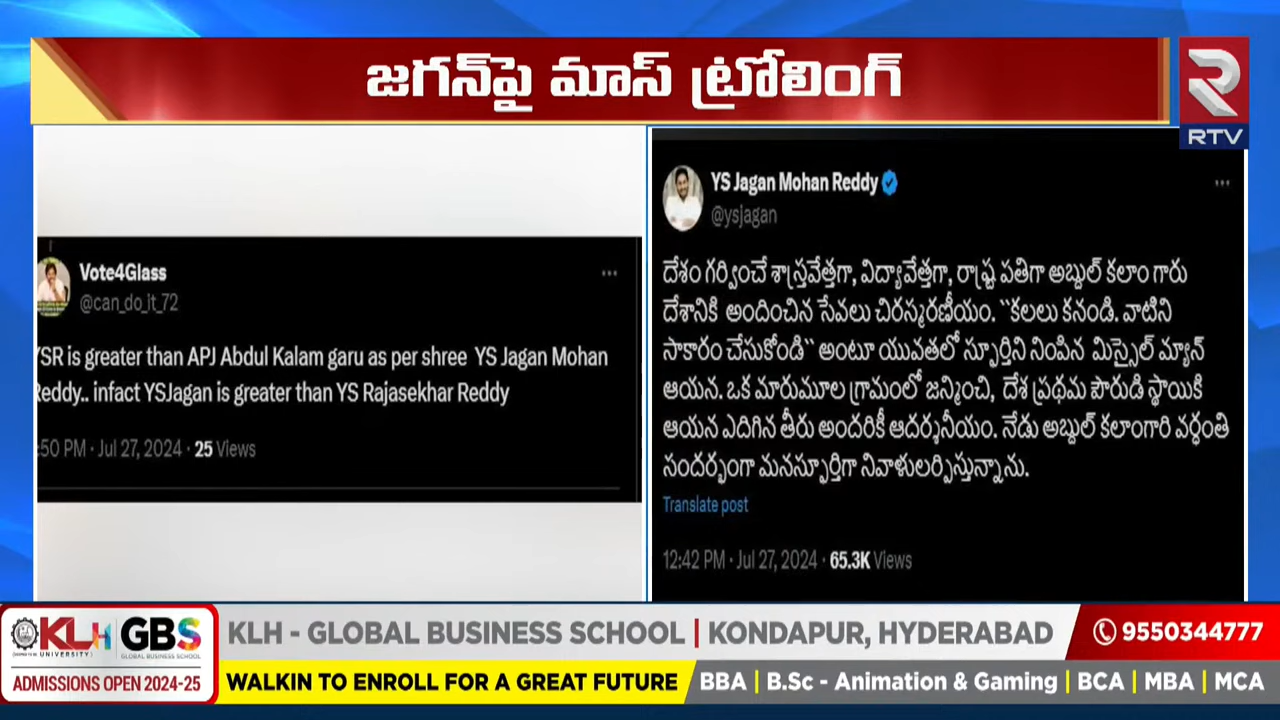 జగన్‌పై మాస్ ట్రోలింగ్
RTV
Vote4Glass
@can_do_it_72
YSR is greater than APJ Abdul Kalam garu as per shree YS Jagan Mohan
Reddy.. infact YSJagan is greater than YS Rajasekhar Reddy
:50 PM · Jul 27, 2024 · 25 Views
YS Jagan Mohan Reddy
@ysjagan
దేశం గర్వించే శాస్త్రవేత్తగా, విద్యావేత్తగా, రాష్ట్ర పతిగా అబ్దుల్ కలాం గారు
దేశానికి అందించిన సేవలు చిరస్మరణీయం. ``కలలు కనండి. వాటిని
సాకారం చేసుకోండి`` అంటూ యువతలో స్ఫూర్తిని నింపిన మిస్సైల్ మ్యాన్
ఆయన. ఒక మారుమూల గ్రామంలో జన్మించి, దేశ ప్రథమ పౌరుడి స్థాయికి
ఆయన ఎదిగిన తీరు అందరికీ ఆదర్శనీయం. నేడు అబ్దుల్ కలాంగారి వర్ధంతి
సందర్భంగా మనస్ఫూర్తిగా నివాళులర్పిస్తున్నాను.
Translate post
12:42 PM · Jul 27, 2024 · 65.3K Views
KLH GBS
UNIVERSITY GLOBAL BUSINESS SCHOOL
ADMISSIONS OPEN 2024-25
KLH - GLOBAL BUSINESS SCHOOL | KONDAPUR, HYDERABAD
9550344777
WALKIN TO ENROLL FOR A GREAT FUTURE
BBA | B.Sc - Animation & Gaming | BCA | MBA | MCA